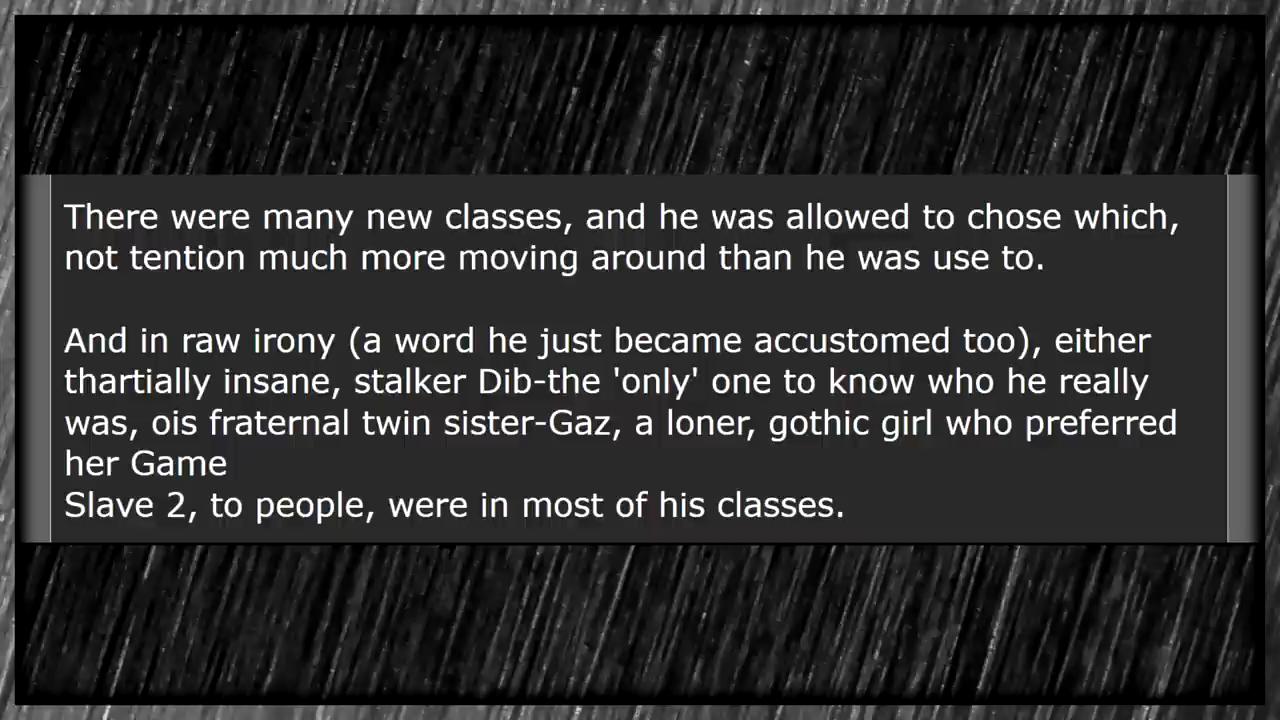 There were many new classes, and he was allowed to chose which,
not tention much more moving around than he was use to.
And in raw irony (a word he just became accustomed too), either
thartially insane, stalker Dib-the 'only' one to know who he really
was, ois fraternal twin sister-Gaz, a loner, gothic girl who preferred
her Game
Slave 2, to people, were in most of his classes.